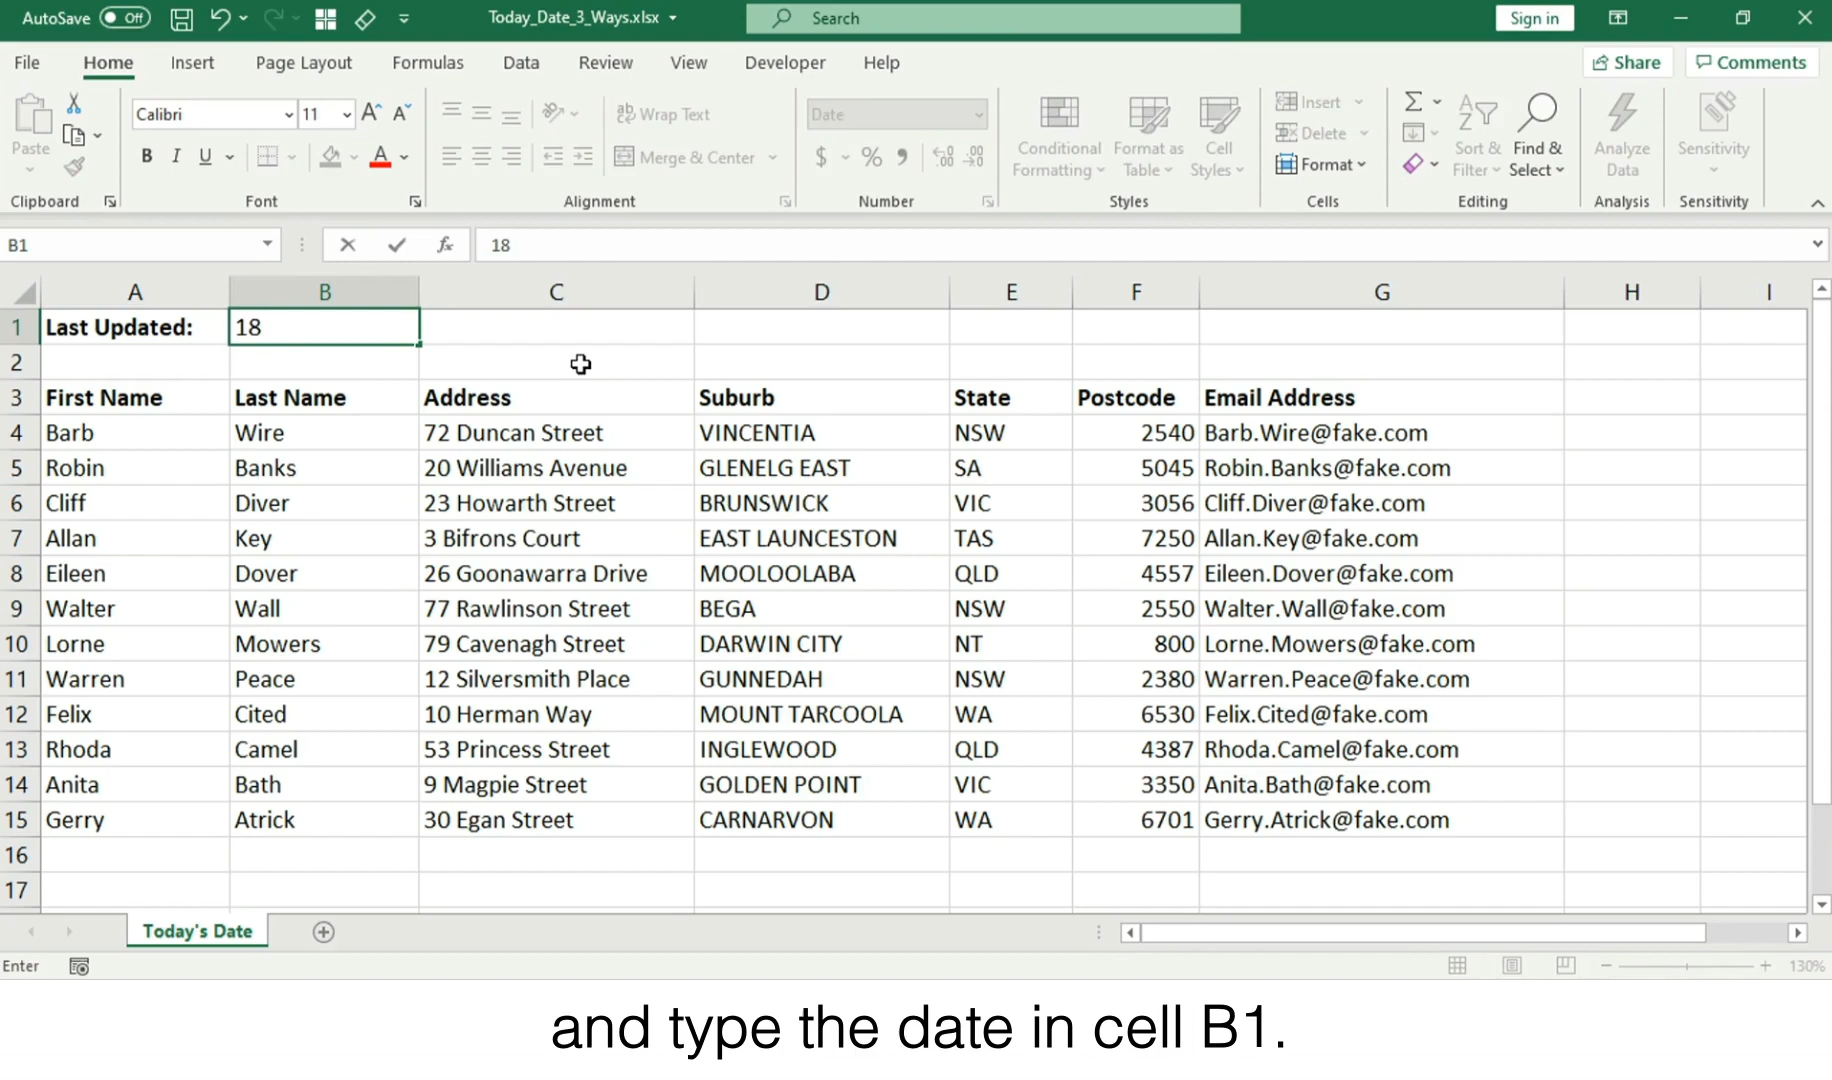 AutoSave Off Today_Date_3_Ways.xlsx Search Sign in
File Home Insert Page Layout Formulas Data Review View Developer Help Share Comments
Paste Calibri 11 A A ab Wrap Text Date Conditional Formatting Format as Table Cell Styles Insert Delete Format Sort & Filter Find & Select Analyze Data Sensitivity
B I U A Merge & Center $ % 9
Clipboard Font Alignment Number Styles Cells Editing Analysis Sensitivity
B1 fx 18
A B C D E F G H I
1 Last Updated: 18
2
3 First Name Last Name Address Suburb State Postcode Email Address
4 Barb Wire 72 Duncan Street VINCENTIA NSW 2540 Barb.Wire@fake.com
5 Robin Banks 20 Williams Avenue GLENELG EAST SA 5045 Robin.Banks@fake.com
6 Cliff Diver 23 Howarth Street BRUNSWICK VIC 3056 Cliff.Diver@fake.com
7 Allan Key 3 Bifrons Court EAST LAUNCESTON TAS 7250 Allan.Key@fake.com
8 Eileen Dover 26 Goonawarra Drive MOOLOOLABA QLD 4557 Eileen.Dover@fake.com
9 Walter Wall 77 Rawlinson Street BEGA NSW 2550 Walter.Wall@fake.com
10 Lorne Mowers 79 Cavenagh Street DARWIN CITY NT 800 Lorne.Mowers@fake.com
11 Warren Peace 12 Silversmith Place GUNNEDAH NSW 2380 Warren.Peace@fake.com
12 Felix Cited 10 Herman Way MOUNT TARCOOLA WA 6530 Felix.Cited@fake.com
13 Rhoda Camel 53 Princess Street INGLEWOOD QLD 4387 Rhoda.Camel@fake.com
14 Anita Bath 9 Magpie Street GOLDEN POINT VIC 3350 Anita.Bath@fake.com
15 Gerry Atrick 30 Egan Street CARNARVON WA 6701 Gerry.Atrick@fake.com
16
17
Today's Date
Enter 130%
and type the date in cell B1.